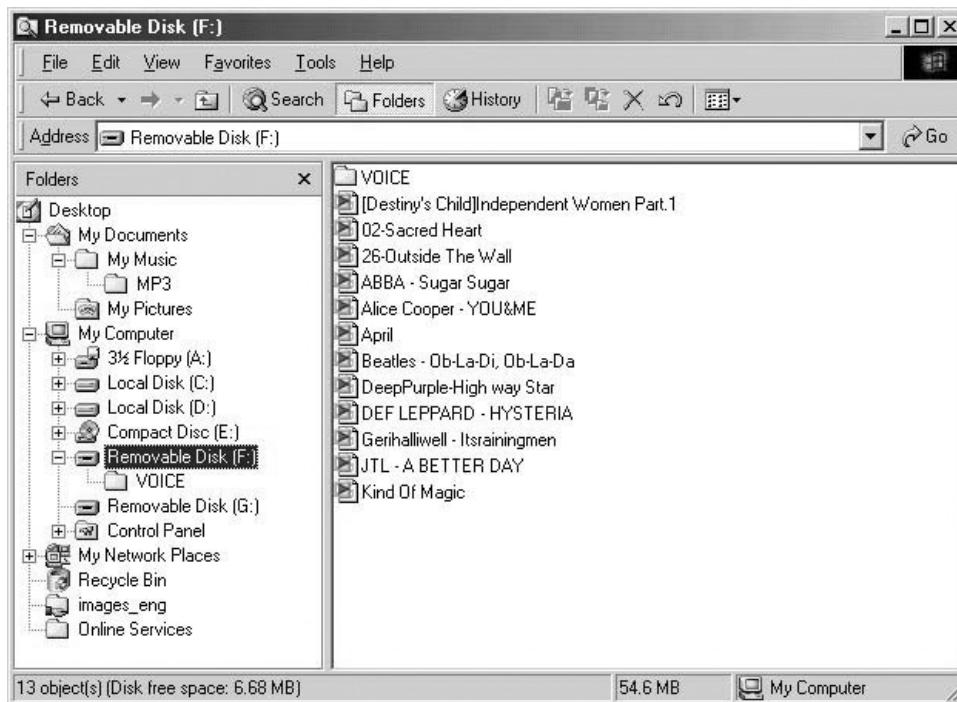 Removable Disk (F:)
File Edit View Favorites Tools Help
Back Search Folders History
Address Removable Disk (F:) Go
Folders
Desktop
My Documents
My Music
MP3
My Pictures
My Computer
3½ Floppy (A:)
Local Disk (C:)
Local Disk (D:)
Compact Disc (E:)
Removable Disk (F:)
VOICE
Removable Disk (G:)
Control Panel
My Network Places
Recycle Bin
images_eng
Online Services
VOICE
[Destiny's Child]Independent Women Part.1
02-Sacred Heart
26-Outside The Wall
ABBA - Sugar Sugar
Alice Cooper - YOU&ME
April
Beatles - Ob-La-Di, Ob-La-Da
DeepPurple-High way Star
DEF LEPPARD - HYSTERIA
Gerihalliwell - Itsrainingmen
JTL - A BETTER DAY
Kind Of Magic
13 object(s) (Disk free space: 6.68 MB) 54.6 MB My Computer